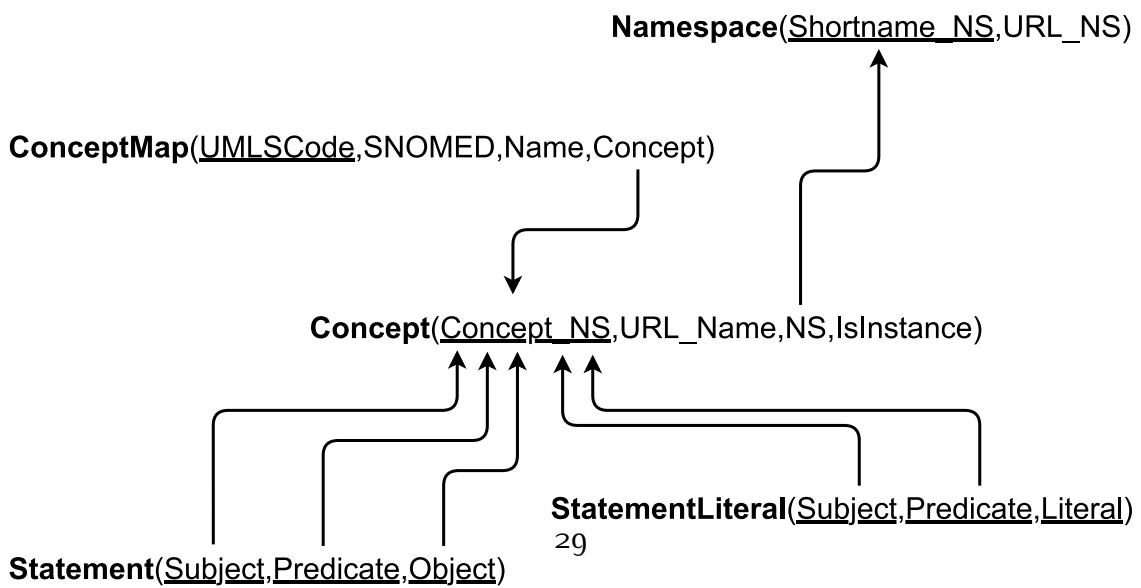 Namespace(Shortname_NS,URL_NS)
ConceptMap(UMLSCode,SNOMED,Name,Concept)
Concept(Concept_NS,URL_Name,NS,IsInstance)
StatementLiteral(Subject,Predicate,Literal)
29
Statement(Subject,Predicate,Object)